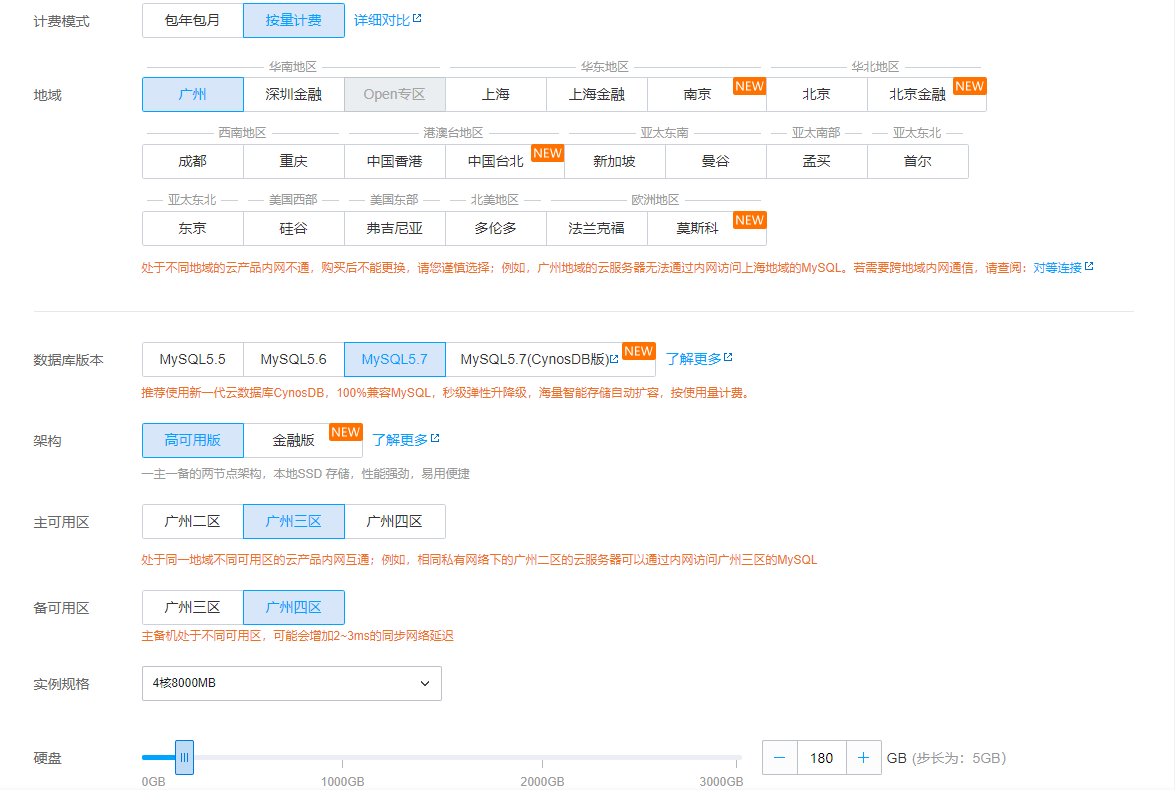 计费模式 包年包月 按量计费 详细对比
华南地区 华东地区 华北地区
地域 广州 深圳金融 Open专区 上海 上海金融 南京 NEW 北京 北京金融 NEW
西南地区 港澳台地区 亚太东南 亚太南部 亚太东北
成都 重庆 中国香港 中国台北 NEW 新加坡 曼谷 孟买 首尔
亚太东北 美国西部 美国东部 北美地区 欧洲地区
东京 硅谷 弗吉尼亚 多伦多 法兰克福 莫斯科 NEW
处于不同地域的云产品内网不通，购买后不能更换，请您谨慎选择；例如，广州地域的云服务器无法通过内网访问上海地域的MySQL。若需要跨地域内网通信，请查阅：对等连接
数据库版本 MySQL5.5 MySQL5.6 MySQL5.7 MySQL5.7(CynosDB版) NEW 了解更多
推荐使用新一代云数据库CynosDB，100%兼容MySQL，秒级弹性升降级，海量智能存储自动扩容，按使用量计费。
架构 高可用版 金融版 NEW 了解更多
一主一备的两节点架构，本地SSD 存储，性能强劲，易用便捷
主可用区 广州二区 广州三区 广州四区
处于同一地域不同可用区的云产品内网互通；例如，相同私有网络下的广州二区的云服务器可以通过内网访问广州三区的MySQL
备可用区 广州三区 广州四区
主备机处于不同可用区，可能会增加2~3ms的同步网络延迟
实例规格 4核8000MB
硬盘 180 GB (步长为：5GB)
0GB 1000GB 2000GB 3000GB